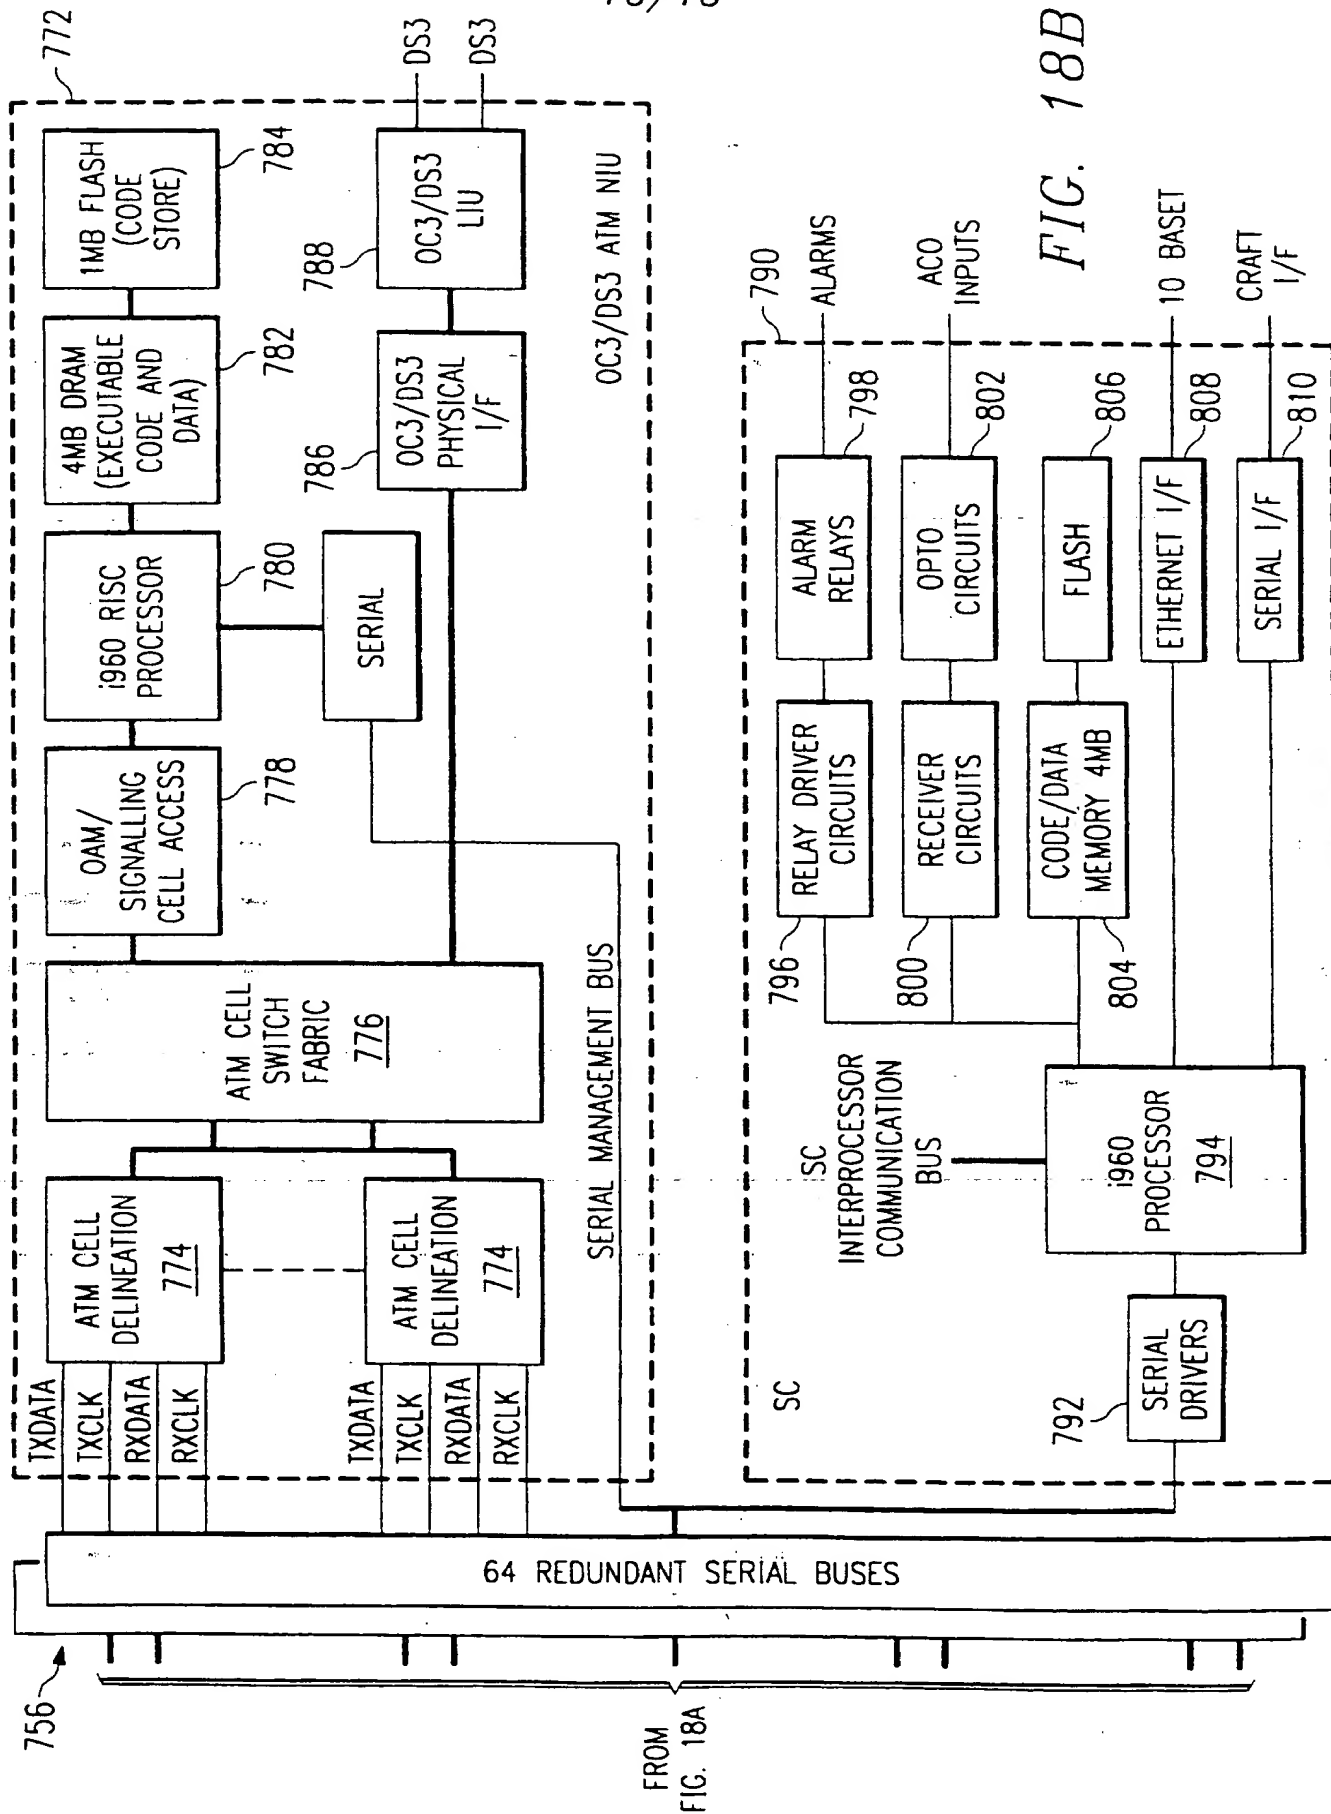 772
DS3
DS3
1MB FLASH
(CODE
STORE)
784
4MB DRAM
(EXECUTABLE
CODE AND
DATA)
782
i960 RISC
PROCESSOR
780
OAM/
SIGNALLING
CELL ACCESS
778
788
OC3/DS3
LIU
786
OC3/DS3
PHYSICAL
I/F
SERIAL
OC3/DS3 ATM NIU
ATM CELL
SWITCH
FABRIC
776
ATM CELL
DELINEATION
774
ATM CELL
DELINEATION
774
TXDATA
TXCLK
RXDATA
RXCLK
TXDATA
TXCLK
RXDATA
RXCLK
SERIAL MANAGEMENT BUS
64 REDUNDANT SERIAL BUSES
756
FROM
FIG. 18A
790
ALARMS
ACO
INPUTS
10 BASET
CRAFT
I/F
ALARM
RELAYS
798
OPTO
CIRCUITS
802
FLASH
806
ETHERNET I/F
808
SERIAL I/F
810
RELAY DRIVER
CIRCUITS
796
RECEIVER
CIRCUITS
800
CODE/DATA
MEMORY 4MB
804
SC
INTERPROCESSOR
COMMUNICATION
BUS
i960
PROCESSOR
794
SC
792
SERIAL
DRIVERS
FIG. 18B